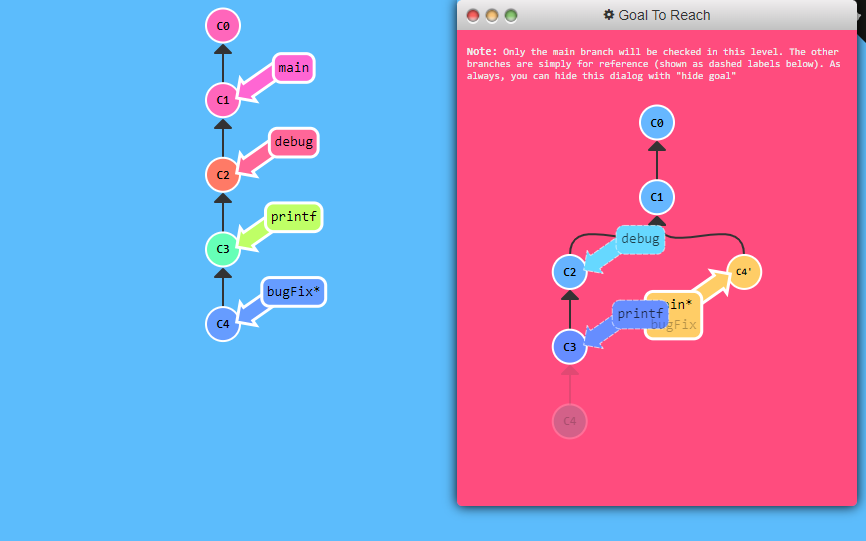 C0
main
C1
debug
C2
printf
C3
bugFix*
C4
Goal To Reach
Note: Only the main branch will be checked in this level. The other
branches are simply for reference (shown as dashed labels below). As
always, you can hide this dialog with "hide goal"
C0
C1
debug
C2
C4'
main*
printf
bugFix
C3
C4